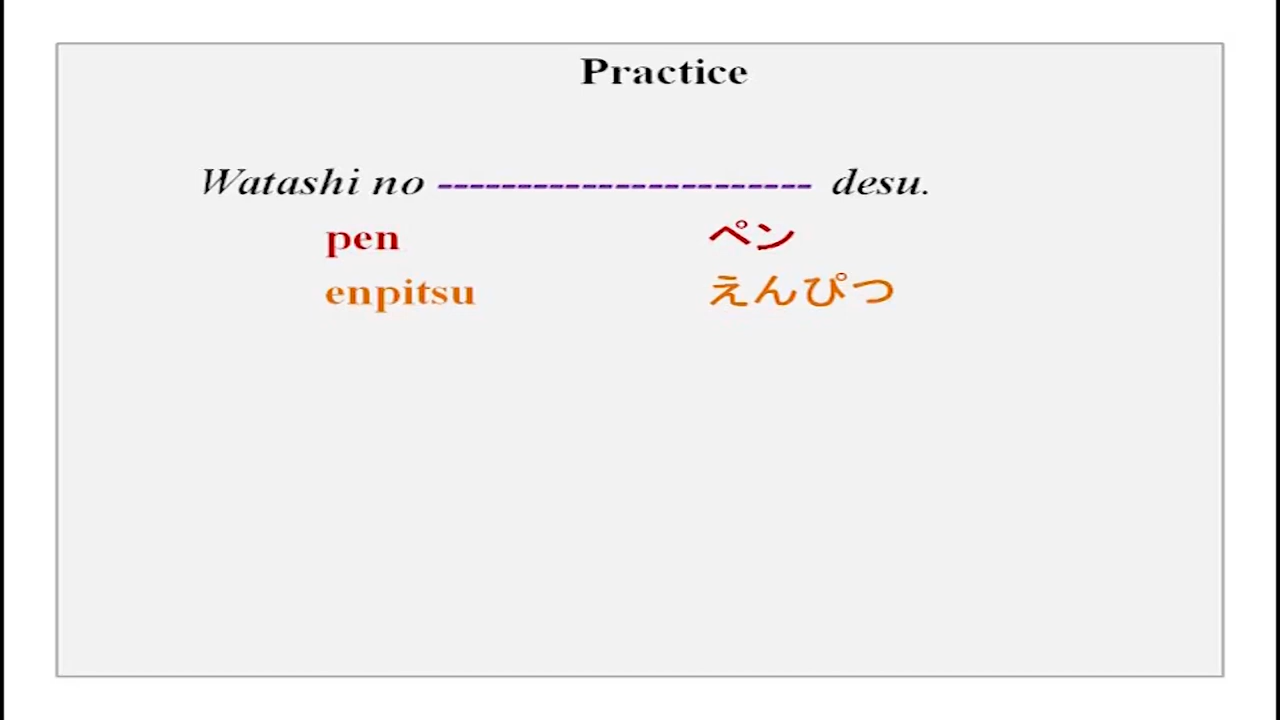 Practice
Watashi no ----------------------- desu.
pen ペン
enpitsu えんぴつ